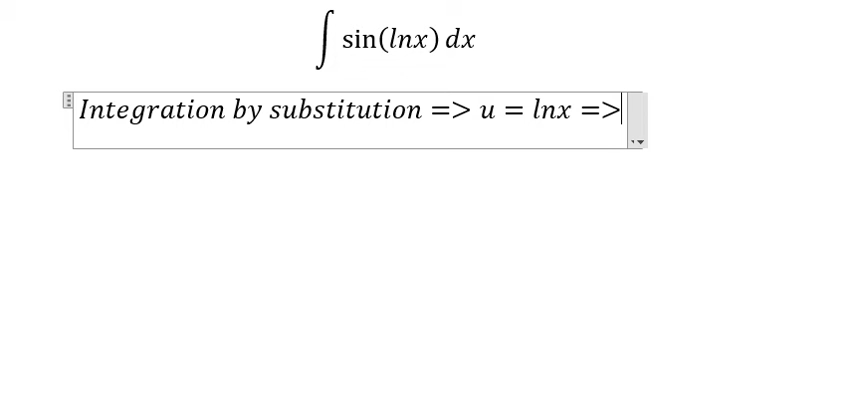 ∫ sin(lnx) dx
Integration by substitution => u = lnx =>